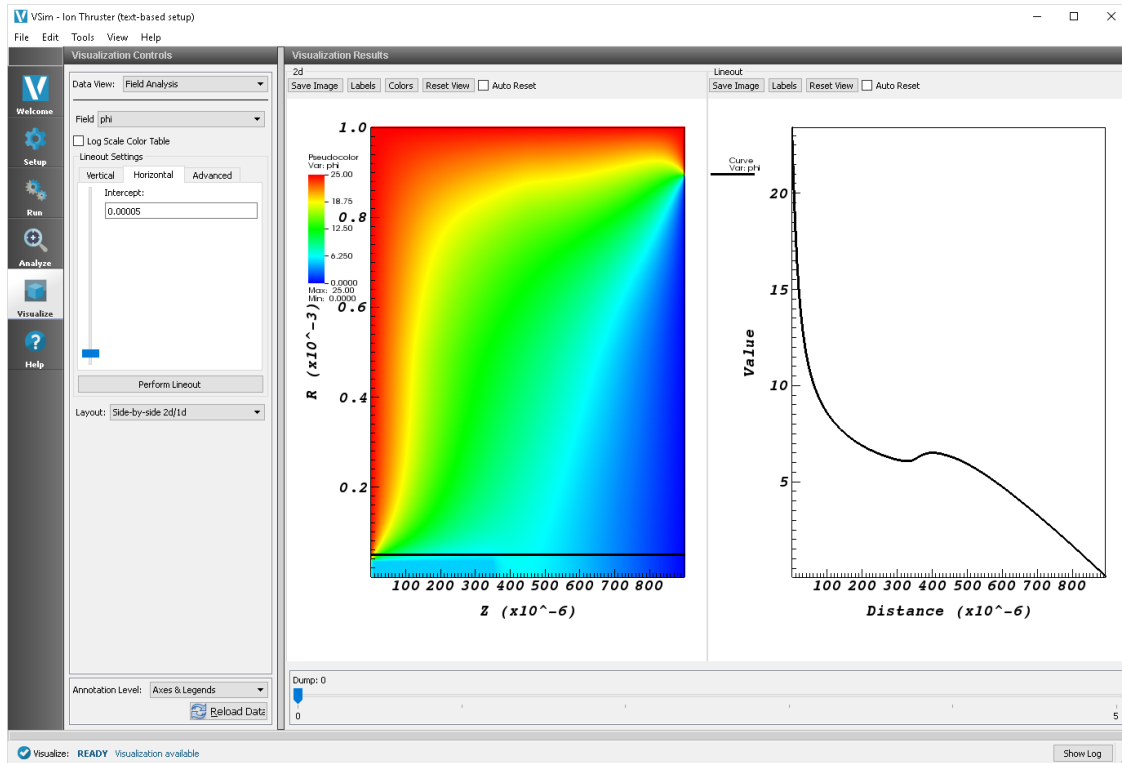 VSim - Ion Thruster (text-based setup)
File Edit Tools View Help
Welcome
Setup
Run
Analyze
Visualize
Help
Visualization Controls
Data View: Field Analysis
Field phi
Log Scale Color Table
Lineout Settings
Vertical Horizontal Advanced
Intercept:
0.00005
Perform Lineout
Layout: Side-by-side 2d/1d
Annotation Level: Axes & Legends
Reload Data
Visualization Results
2d
Save Image Labels Colors Reset View Auto Reset
Pseudocolor
Var: phi
25.00
18.75
12.50
6.250
0.0000
Max: 25.00
Min: 0.0000
1.0
0.8
0.6
0.4
0.2
R (x10^-3)
100 200 300 400 500 600 700 800
Z (x10^-6)
Lineout
Save Image Labels Reset View Auto Reset
Curve
Var: phi
20
15
10
5
Value
100 200 300 400 500 600 700 800
Distance (x10^-6)
Dump: 0
0 5
Visualize: READY Visualization available
Show Log